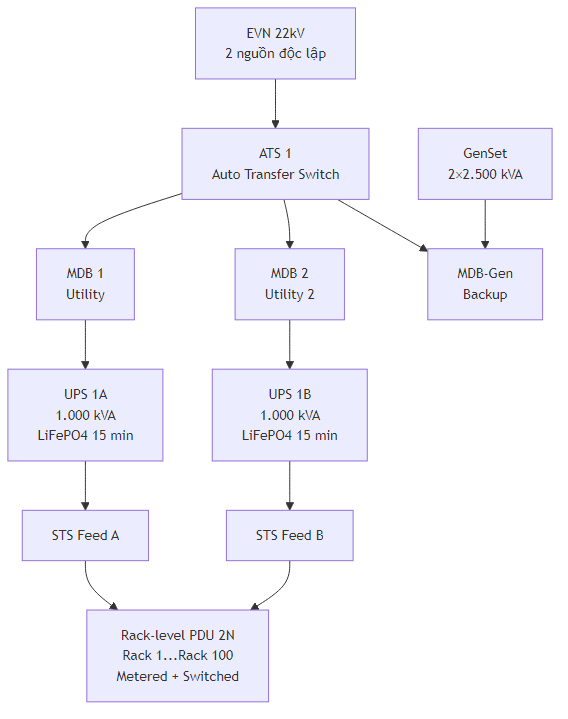 EVN 22kV
2 nguồn độc lập
ATS 1
Auto Transfer Switch
GenSet
2×2.500 kVA
MDB 1
Utility
MDB 2
Utility 2
MDB-Gen
Backup
UPS 1A
1.000 kVA
LiFePO4 15 min
UPS 1B
1.000 kVA
LiFePO4 15 min
STS Feed A
STS Feed B
Rack-level PDU 2N
Rack 1...Rack 100
Metered + Switched